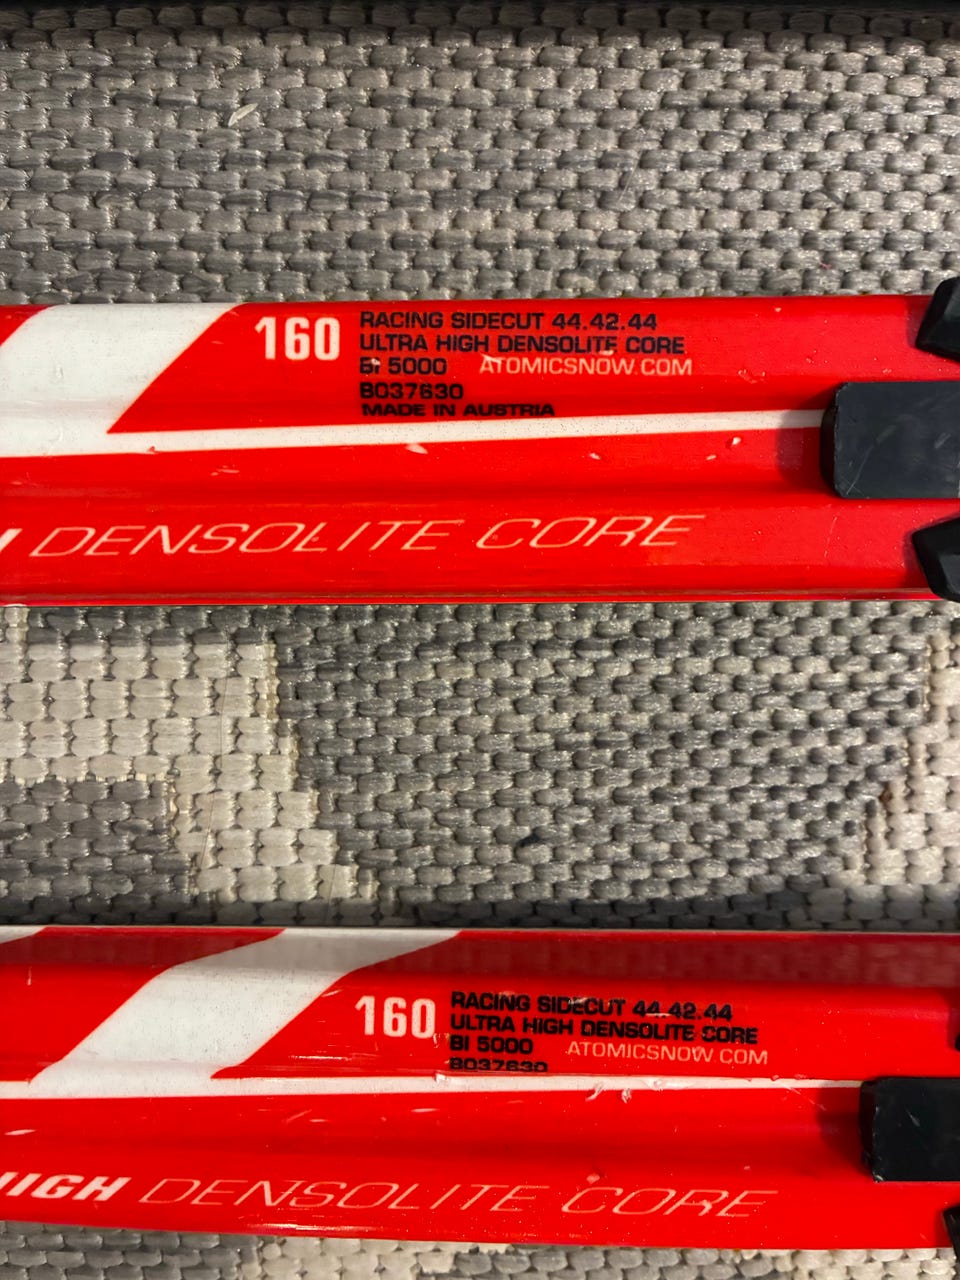 160
RACING SIDECUT 44.42.44
ULTRA HIGH DENSOLITE CORE
BI 5000 ATOMICSNOW.COM
B037630
MADE IN AUSTRIA
DENSOLITE CORE
160
RACING SIDECUT 44.42.44
ULTRA HIGH DENSOLITE CORE
BI 5000 ATOMICSNOW.COM
B037630
HIGH DENSOLITE CORE